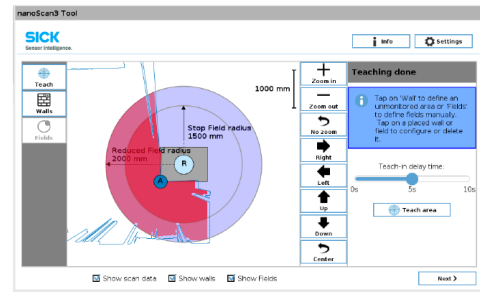 nanoScan3 Tool
SICK
Sensor Intelligence.
Info
Settings
Teach
Walls
Fields
1000 mm
Stop Field radius
1500 mm
Reduced Field radius
2000 mm
R
A
Zoom in
Zoom out
No zoom
Right
Left
Up
Down
Center
Teaching done
Tap on 'Wall' to define an
unmonitored area or 'Fields'
to define fields manually.
Tap on a placed wall or
field to configure or delete
it.
Teach-in delay time:
0s 5s 10s
Teach area
Show scan data Show walls Show Fields
Next >